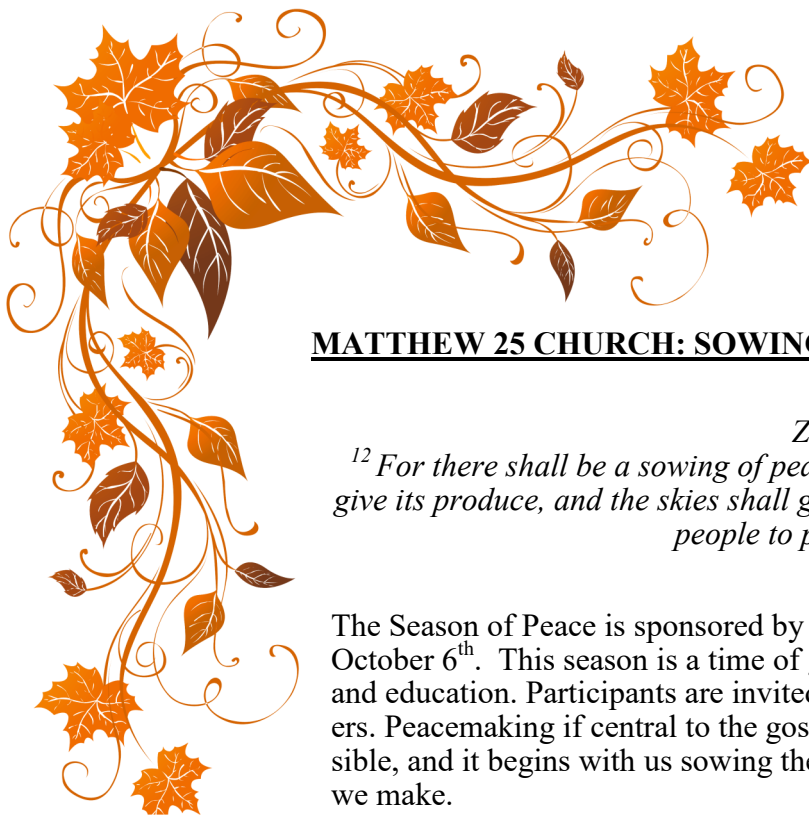 MATTHEW 25 CHURCH: SOWING
Z
12 For there shall be a sowing of pea
give its produce, and the skies shall g
people to p
The Season of Peace is sponsored by
October 6th. This season is a time of
and education. Participants are invited
ers. Peacemaking if central to the gos
sible, and it begins with us sowing the
we make.